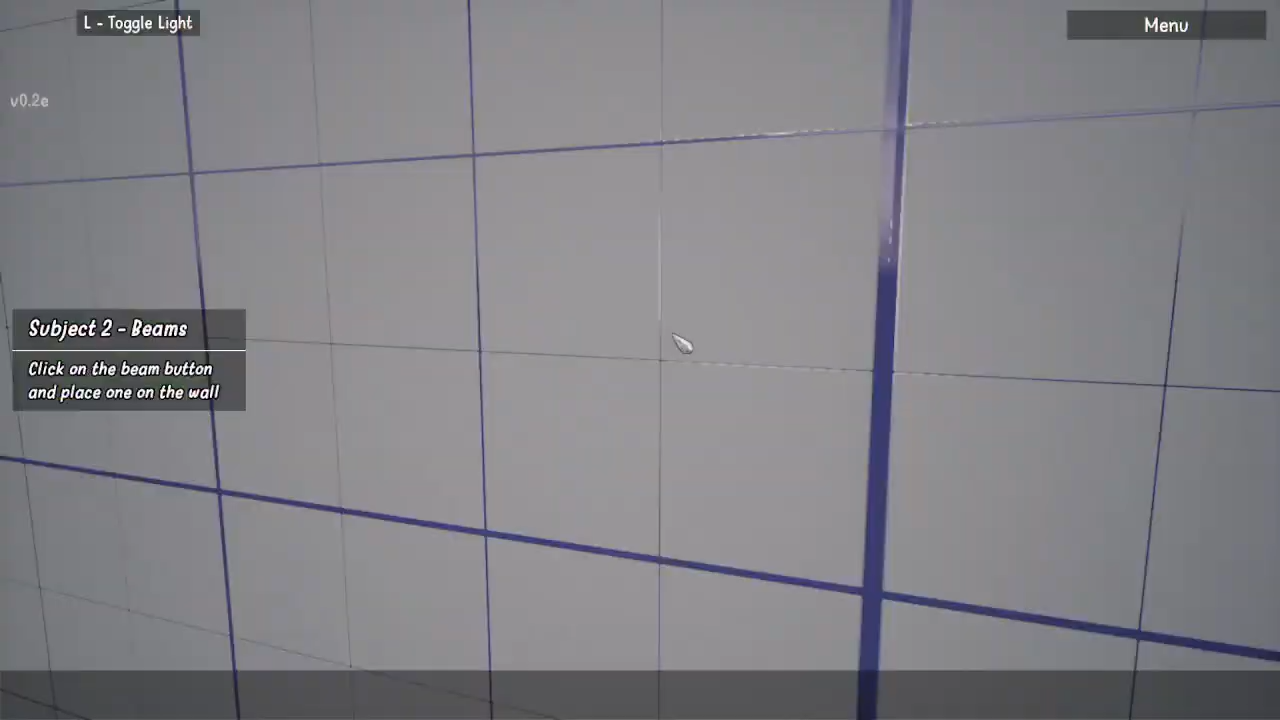 L - Toggle Light
Menu
v0.2e
Subject 2 - Beams
Click on the beam button
and place one on the wall